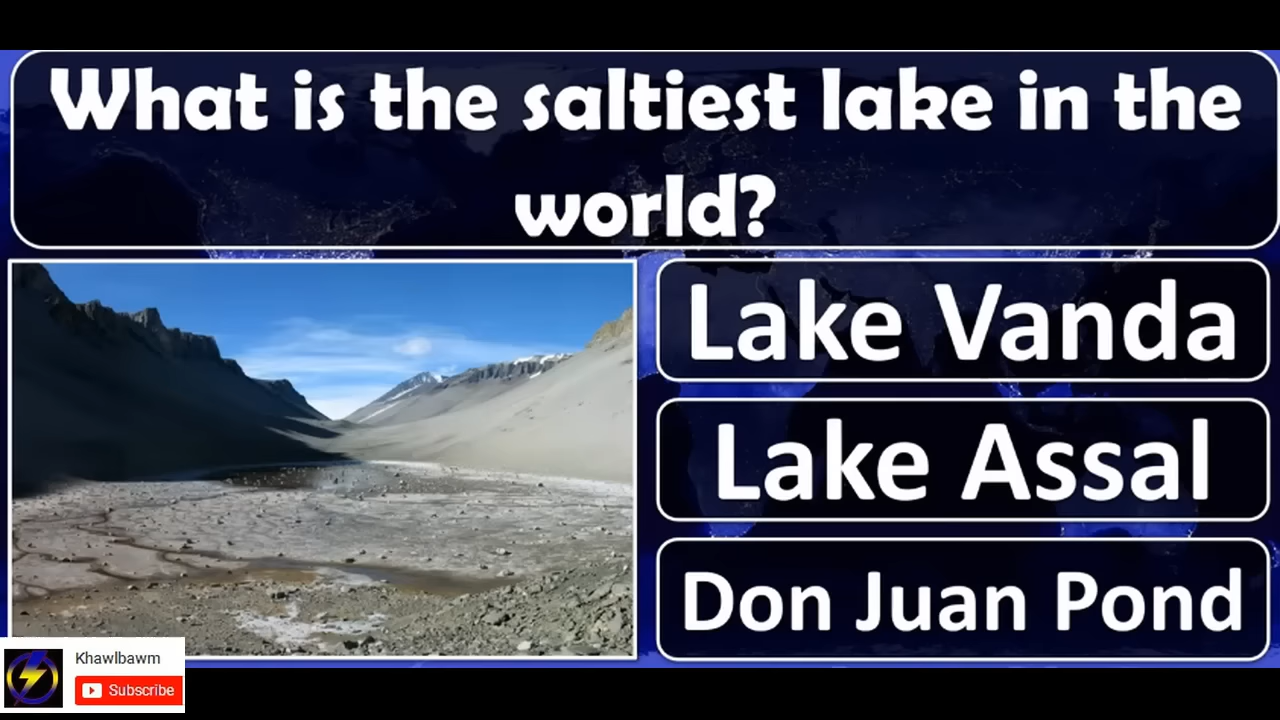 What is the saltiest lake in the
world?
Lake Vanda
Lake Assal
Don Juan Pond
Khawlbawm
Subscribe